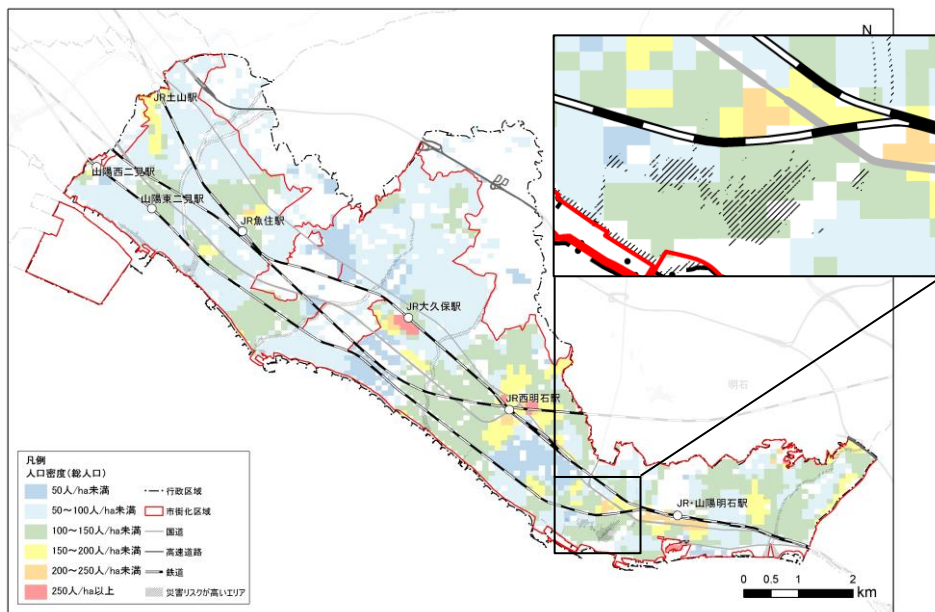 N
JR土山駅
山陽西二見駅
山陽東二見駅
JR魚住駅
JR大久保駅
明石
JR西明石駅
JR・山陽明石駅
凡例
人口密度(総人口)
50人/ha未満
50～100人/ha未満
100～150人/ha未満
150～200人/ha未満
200～250人/ha未満
250人/ha以上
行政区域
市街化区域
国道
高速道路
鉄道
災害リスクが高いエリア
0 0.5 1 2
km